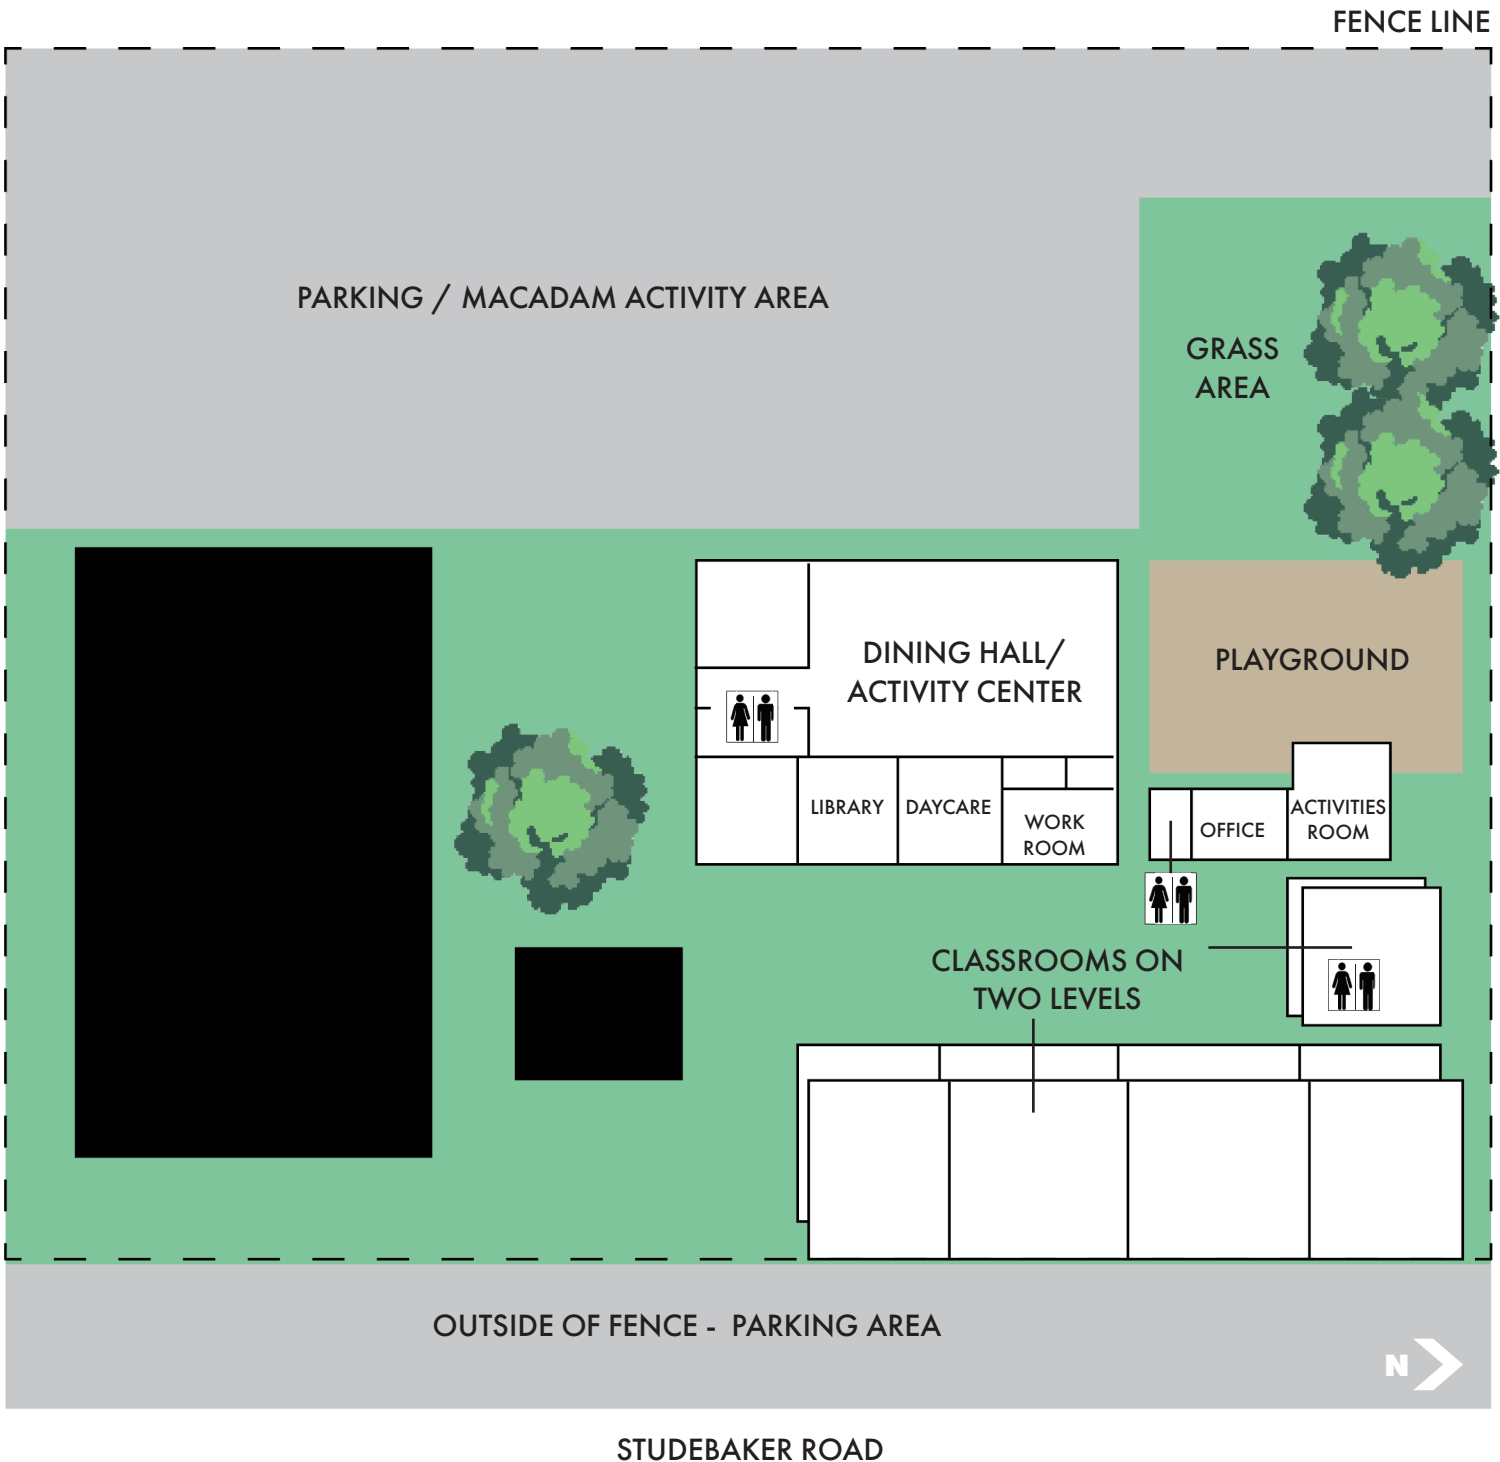 FENCE LINE
PARKING / MACADAM ACTIVITY AREA
GRASS
AREA
DINING HALL/
ACTIVITY CENTER
PLAYGROUND
LIBRARY
DAYCARE
WORK
ROOM
OFFICE
ACTIVITIES
ROOM
CLASSROOMS ON
TWO LEVELS
OUTSIDE OF FENCE - PARKING AREA
N
STUDEBAKER ROAD